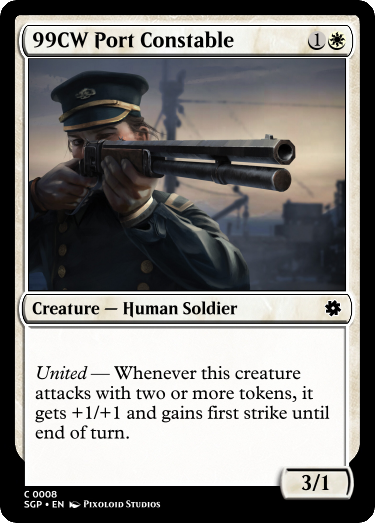 99CW Port Constable 1
Creature — Human Soldier
United — Whenever this creature
attacks with two or more tokens, it
gets +1/+1 and gains first strike until
end of turn.
3/1
C 0008
SGP • EN Pixoloid Studios